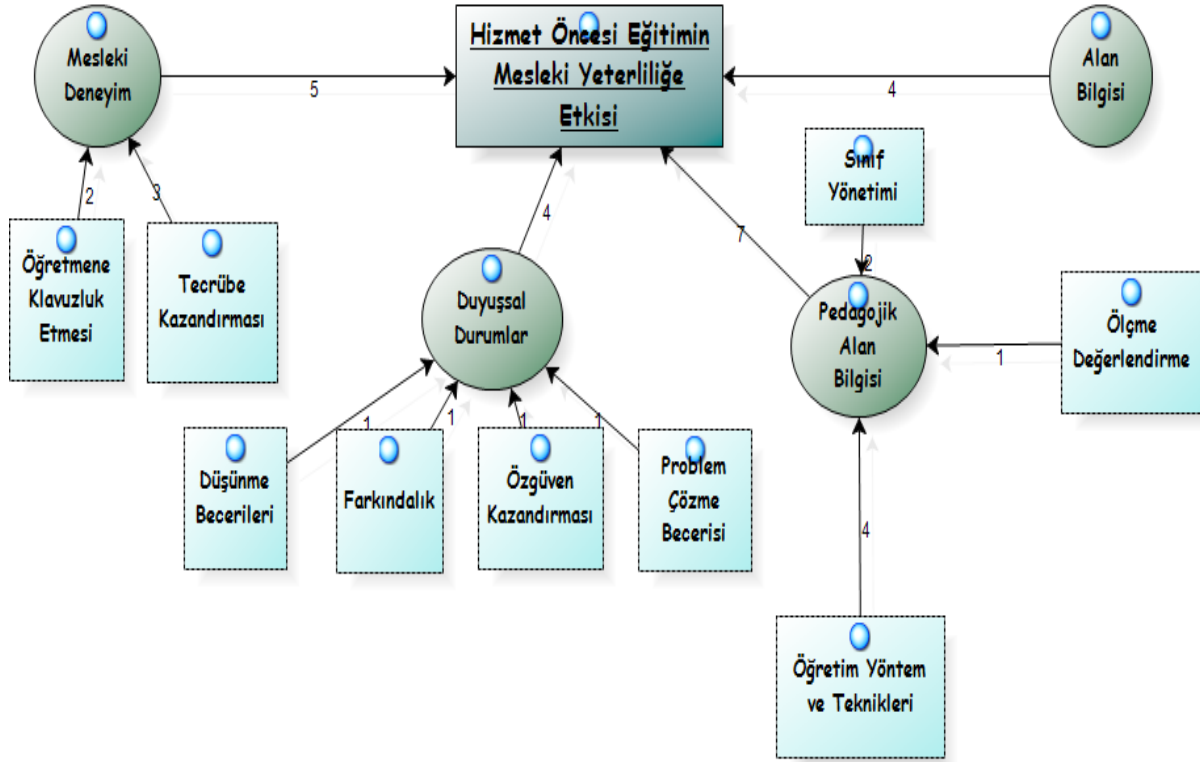 Mesleki
Deneyim
Hizmet Öncesi Eğitimin
Mesleki Yeterliliğe
Etkisi
Alan
Bilgisi
5
4
Sınıf
Yönetimi
2
3
4
7
2
Öğretmene
Klavuzluk
Etmesi
Tecrübe
Kazandırması
Duyuşsal
Durumlar
Pedagojik
Alan
Bilgisi
Ölçme
Değerlendirme
1
1
1
1
1
Düşünme
Becerileri
Farkındalık
Özgüven
Kazandırması
Problem
Çözme
Becerisi
4
Öğretim Yöntem
ve Teknikleri